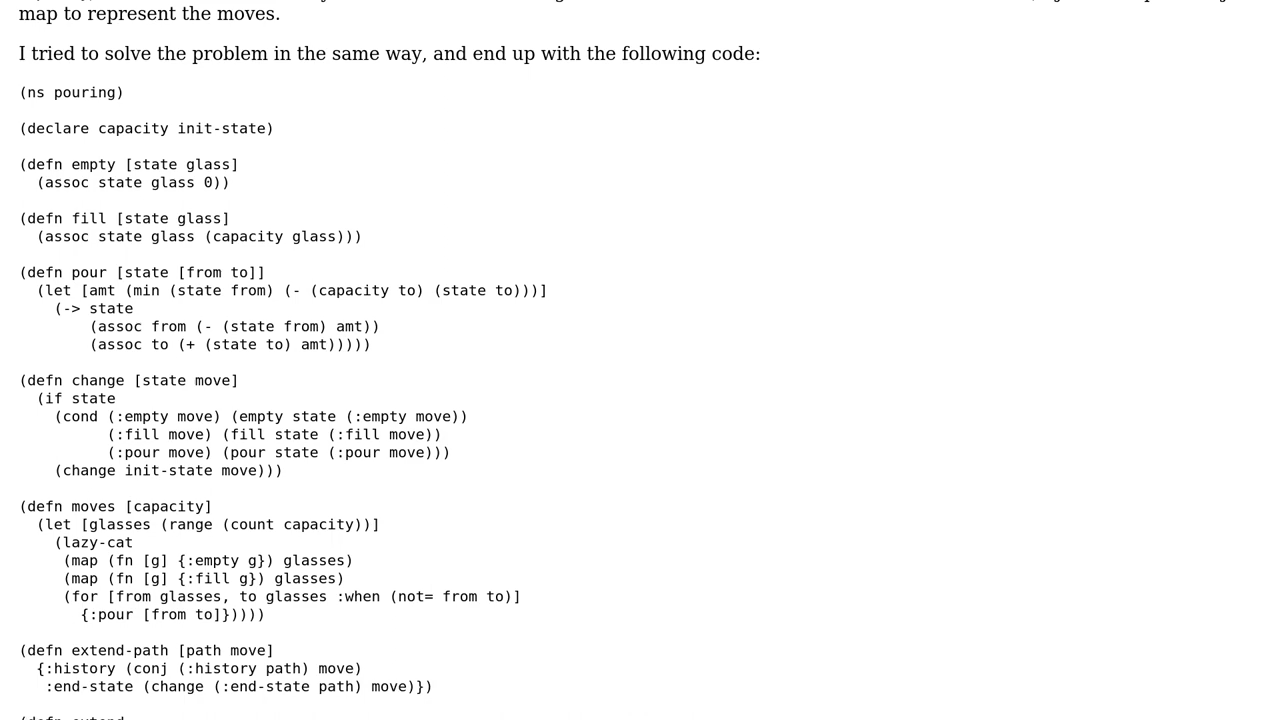 map to represent the moves.
I tried to solve the problem in the same way, and end up with the following code:
(ns pouring)
(declare capacity init-state)
(defn empty [state glass]
  (assoc state glass 0))
(defn fill [state glass]
  (assoc state glass (capacity glass)))
(defn pour [state [from to]]
  (let [amt (min (state from) (- (capacity to) (state to)))]
    (-> state
        (assoc from (- (state from) amt))
        (assoc to (+ (state to) amt)))))
(defn change [state move]
  (if state
    (cond (:empty move) (empty state (:empty move))
          (:fill move) (fill state (:fill move))
          (:pour move) (pour state (:pour move)))
    (change init-state move)))
(defn moves [capacity]
  (let [glasses (range (count capacity))]
    (lazy-cat
     (map (fn [g] {:empty g}) glasses)
     (map (fn [g] {:fill g}) glasses)
     (for [from glasses, to glasses :when (not= from to)]
       {:pour [from to]}))))
(defn extend-path [path move]
  {:history (conj (:history path) move)
   :end-state (change (:end-state path) move)})